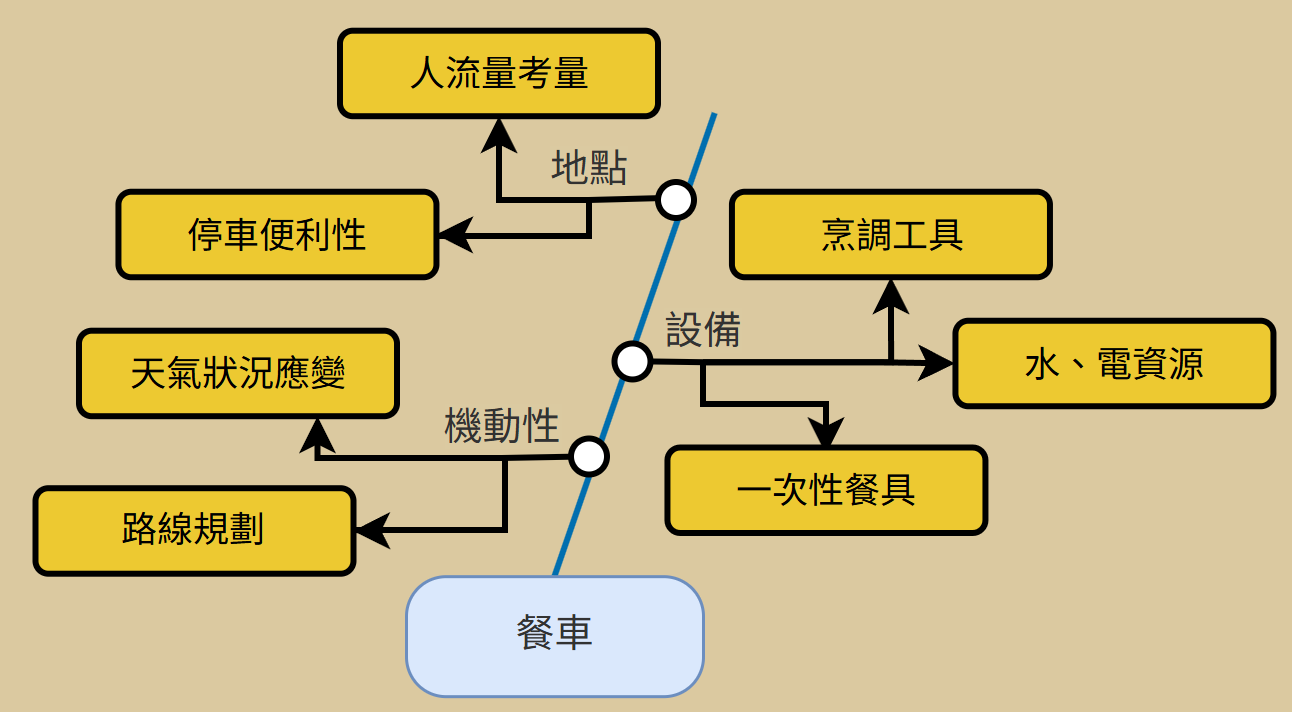 人流量考量
地點
停車便利性
烹調工具
設備
水、電資源
天氣狀況應變
機動性
一次性餐具
路線規劃
餐車